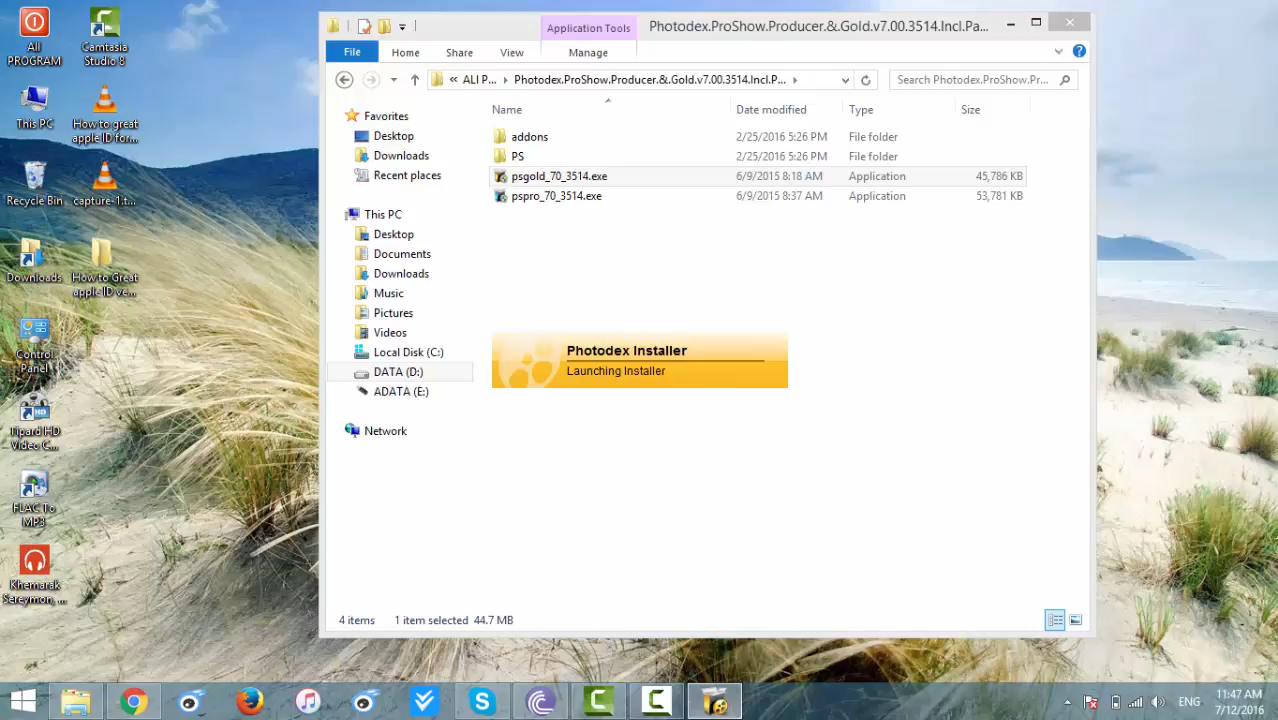 All
PROGRAM
Camtasia
Studio 8
This PC
How to great
apple ID for...
Recycle Bin
capture-1.t...
Downloads
How to Great
apple ID ve...
Control
Panel
Tipard HD
Video C...
FLAC To
MP3
Khemarak
Sereymon, ...
Application Tools
Photodex.ProShow.Producer.&.Gold.v7.00.3514.Incl.Pa...
File
Home
Share
View
Manage
« ALI P... › Photodex.ProShow.Producer.&.Gold.v7.00.3514.Incl.P... ›
Search Photodex.ProShow.Pr...
Favorites
Desktop
Downloads
Recent places
This PC
Desktop
Documents
Downloads
Music
Pictures
Videos
Local Disk (C:)
DATA (D:)
ADATA (E:)
Network
Name Date modified Type Size
addons 2/25/2016 5:26 PM File folder
PS 2/25/2016 5:26 PM File folder
psgold_70_3514.exe 6/9/2015 8:18 AM Application 45,786 KB
pspro_70_3514.exe 6/9/2015 8:37 AM Application 53,781 KB
Photodex Installer
Launching Installer
4 items 1 item selected 44.7 MB
ENG
11:47 AM
7/12/2016